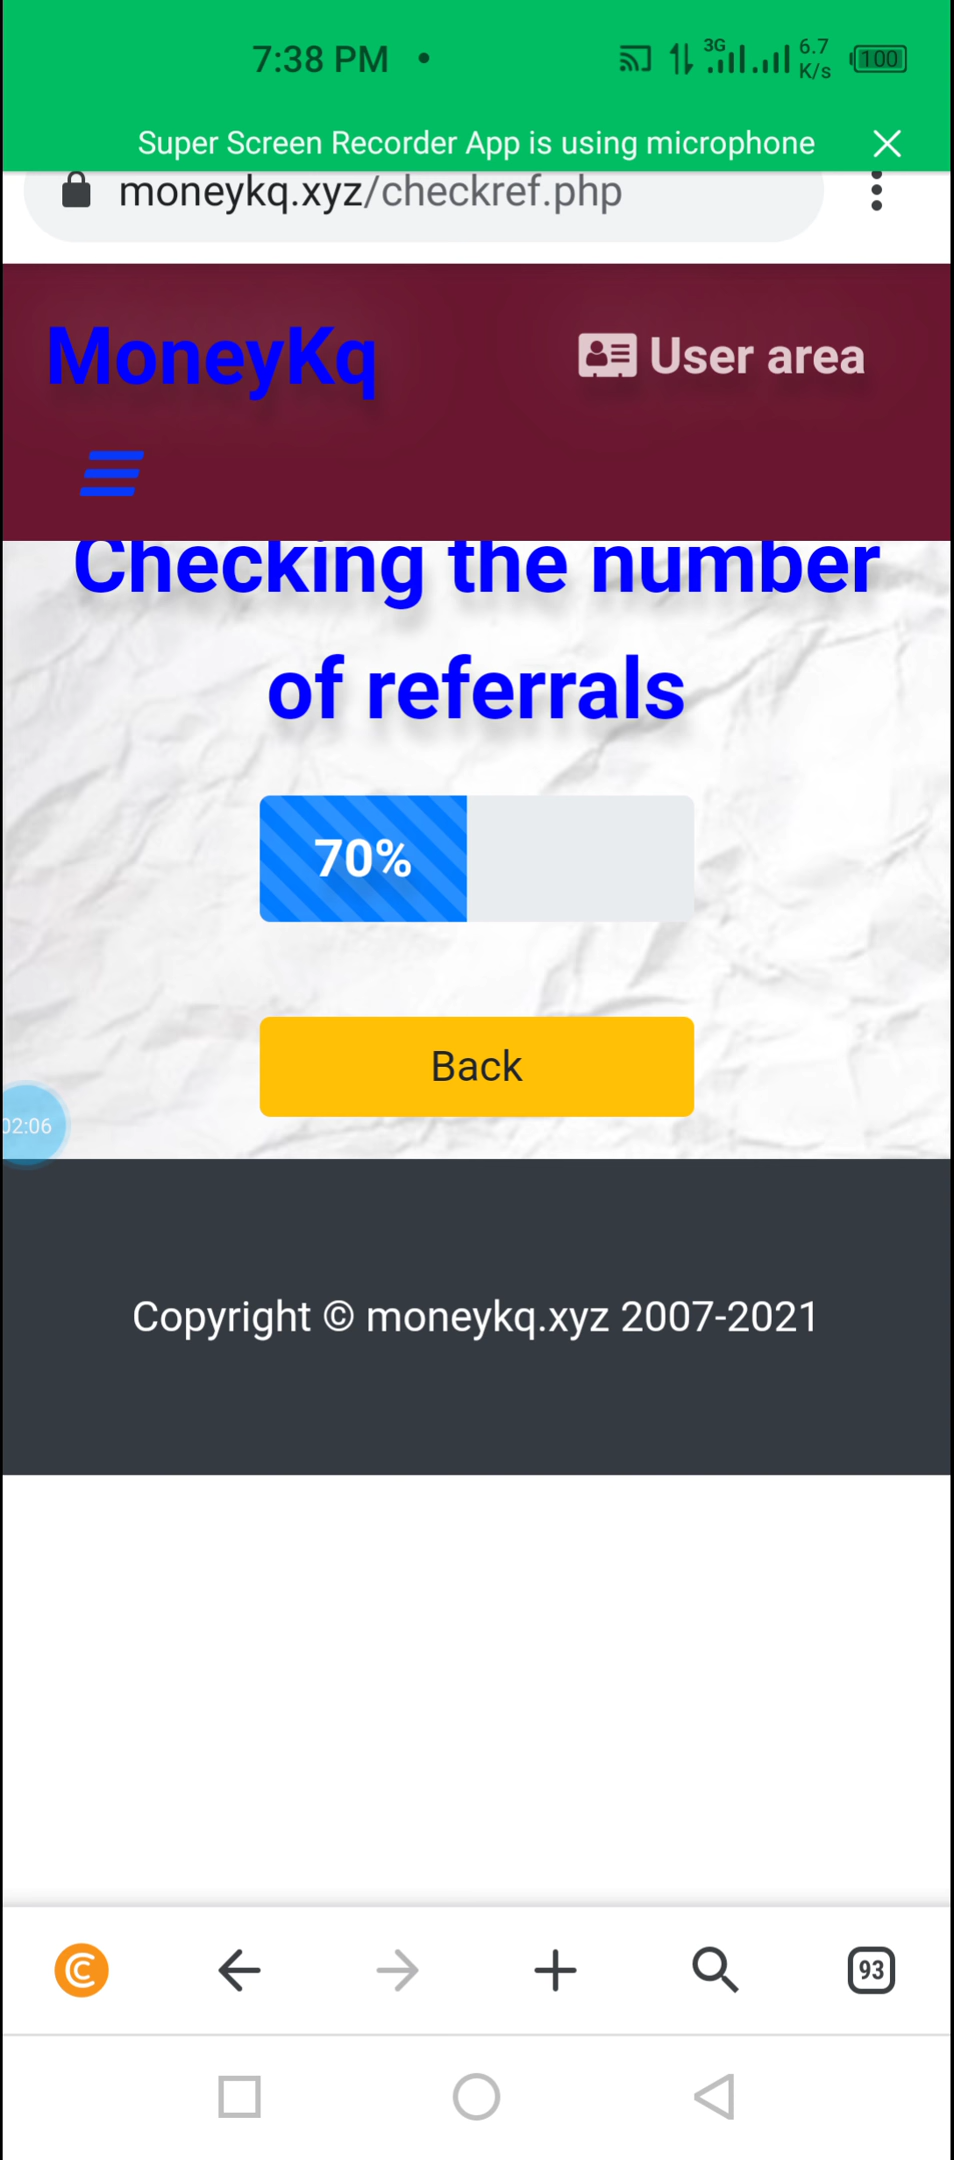 7:38 PM •
3G
6.7
K/s
100
Super Screen Recorder App is using microphone
moneykq.xyz/checkref.php
MoneyKq
User area
Checking the number
of referrals
70%
Back
02:06
Copyright © moneykq.xyz 2007-2021
93